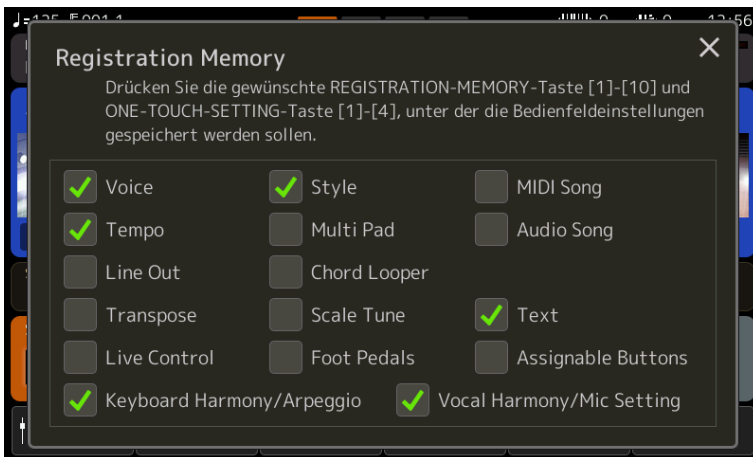 Registration Memory
Drücken Sie die gewünschte REGISTRATION-MEMORY-Taste [1]-[10] und
ONE-TOUCH-SETTING-Taste [1]-[4], unter der die Bedienfeldeinstellungen
gespeichert werden sollen.
Voice Style MIDI Song
Tempo Multi Pad Audio Song
Line Out Chord Looper
Transpose Scale Tune Text
Live Control Foot Pedals Assignable Buttons
Keyboard Harmony/Arpeggio Vocal Harmony/Mic Setting